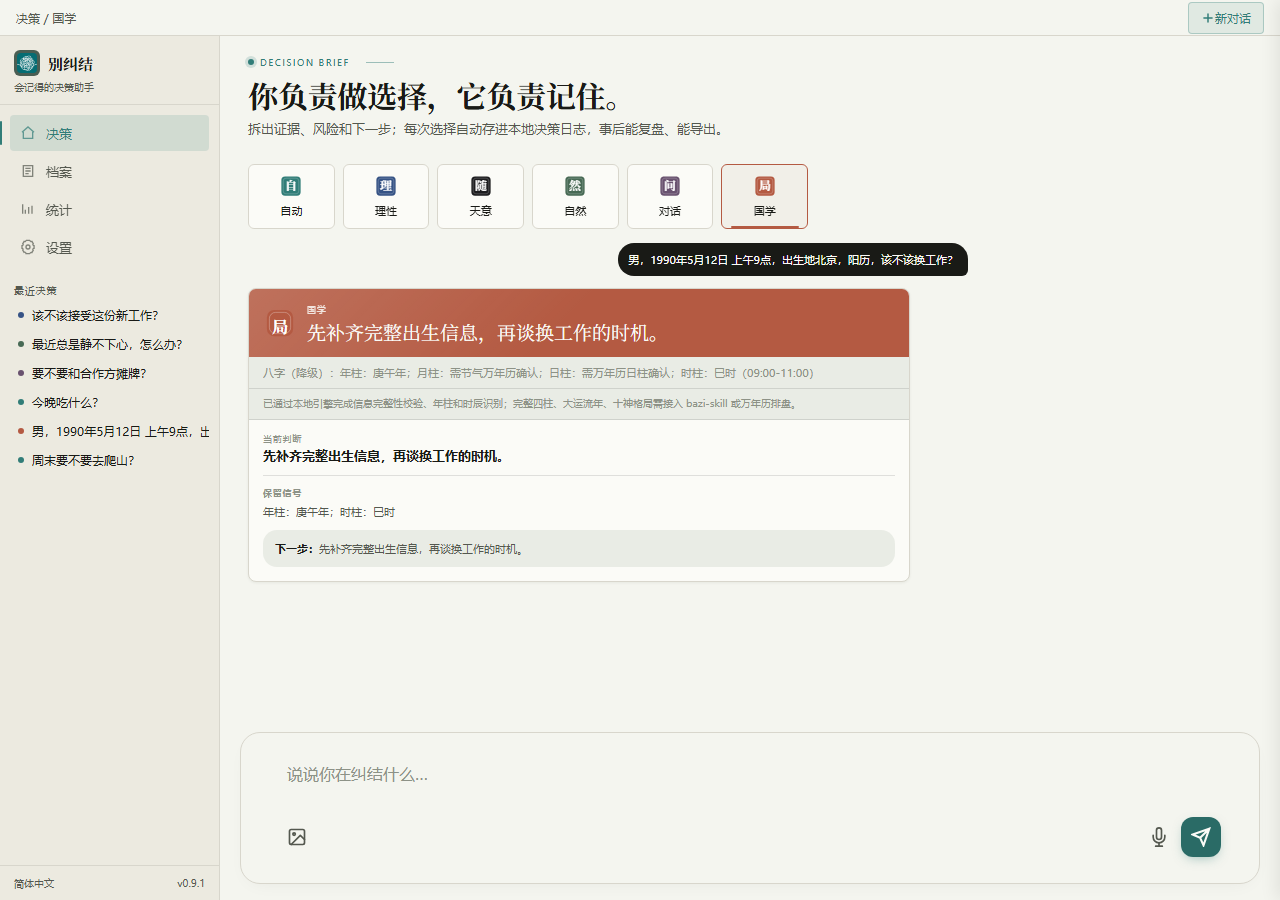 决策 / 国学
+新对话
别纠结
会记得的决策助手
决策
档案
统计
设置
最近决策
该不该接受这份新工作？
最近总是静不下心，怎么办？
要不要和合作方摊牌？
今晚吃什么？
男，1990年5月12日 上午9点，出
周末要不要去爬山？
简体中文
v0.9.1
DECISION BRIEF
你负责做选择，它负责记住。
拆出证据、风险和下一步；每次选择自动存进本地决策日志，事后能复盘、能导出。
自
自动
理
理性
随
天意
然
自然
问
对话
局
国学
男，1990年5月12日 上午9点，出生地北京，阳历，该不该换工作？
局
国学
先补齐完整出生信息，再谈换工作的时机。
八字（降级）：年柱：庚午年；月柱：需节气万年历确认；日柱：需万年历日柱确认；时柱：巳时（09:00-11:00）
已通过本地引擎完成信息完整性校验、年柱和时辰识别；完整四柱、大运流年、十神格局需接入 bazi-skill 或万年历排盘。
当前判断
先补齐完整出生信息，再谈换工作的时机。
保留信号
年柱：庚午年；时柱：巳时
下一步：先补齐完整出生信息，再谈换工作的时机。
说说你在纠结什么...